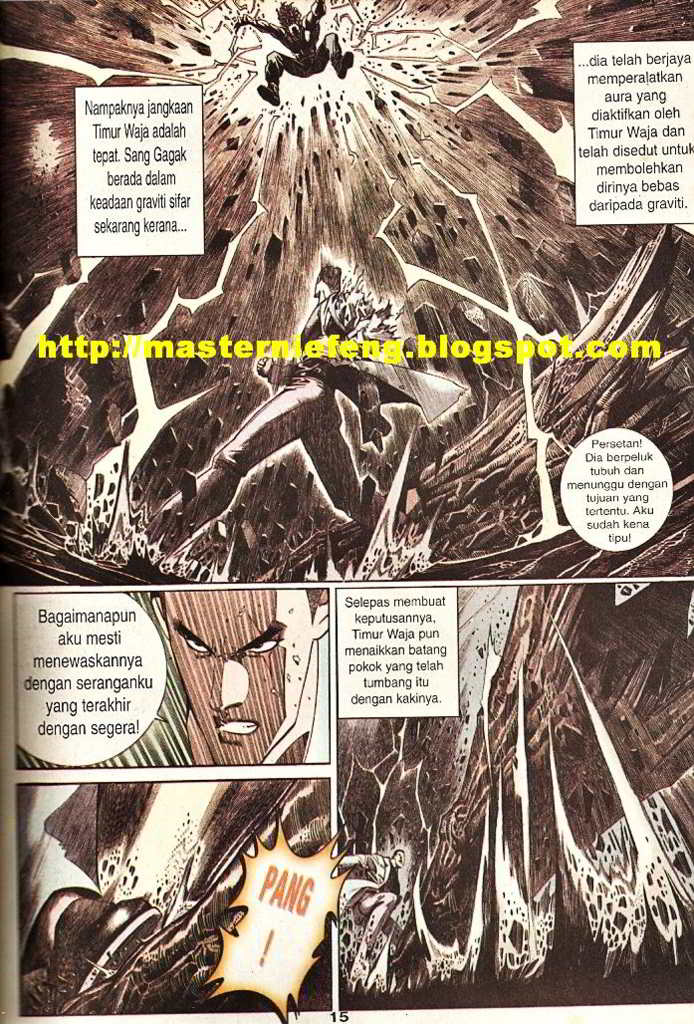 Nampaknya jangkaan
Timur Waja adalah
tepat. Sang Gagak
berada dalam
keadaan graviti sifar
sekarang kerana...
...dia telah berjaya
memperalatkan
aura yang
diaktifkan oleh
Timur Waja dan
telah disedut untuk
membolehkan
dirinya bebas
daripada graviti.
http://masterniefeng.blogspot.com
Persetan!
Dia berpeluk
tubuh dan
menunggu dengan
tujuan yang
tertentu. Aku
sudah kena
tipu!
Bagaimanapun
aku mesti
menewaskannya
dengan seranganku
yang terakhir
dengan segera!
Selepas membuat
keputusannya,
Timur Waja pun
menaikkan batang
pokok yang telah
tumbang itu
dengan kakinya.
PANG
!
15